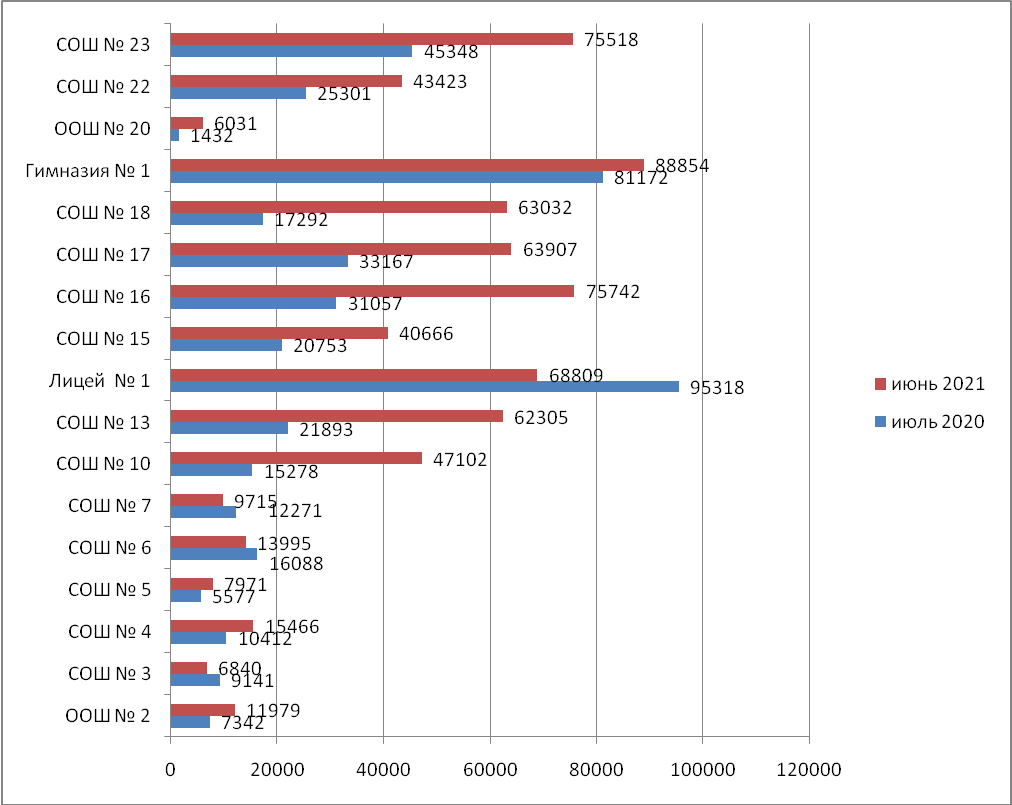 СОШ № 23
75518
45348
СОШ № 22
43423
25301
ООШ № 20
6031
1432
Гимназия № 1
88854
81172
СОШ № 18
63032
17292
СОШ № 17
63907
33167
СОШ № 16
75742
31057
СОШ № 15
40666
20753
Лицей № 1
68809
95318
СОШ № 13
62305
21893
СОШ № 10
47102
15278
СОШ № 7
9715
12271
СОШ № 6
13995
16088
СОШ № 5
7971
5577
СОШ № 4
15466
10412
СОШ № 3
6840
9141
ООШ № 2
11979
7342
0 20000 40000 60000 80000 100000 120000
июнь 2021
июль 2020